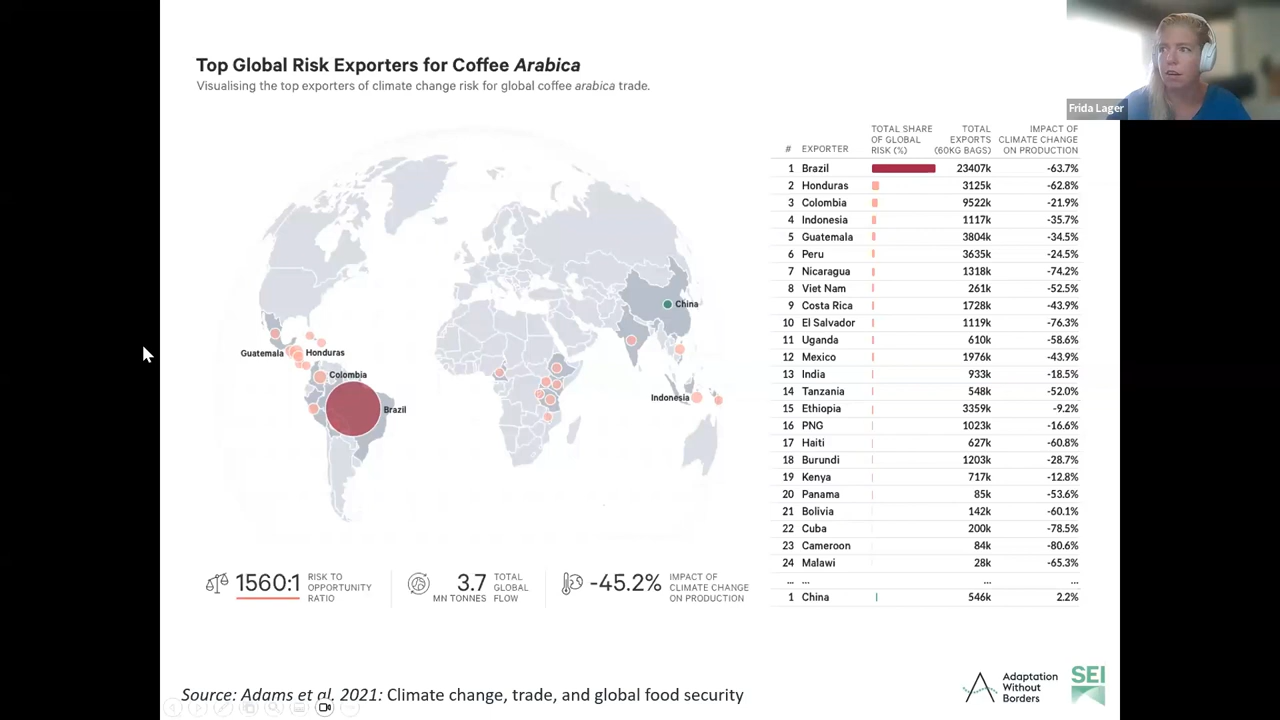 Top Global Risk Exporters for Coffee Arabica
Visualising the top exporters of climate change risk for global coffee arabica trade.
Frida Lager
China
Guatemala
Honduras
Colombia
Brazil
Indonesia
# EXPORTER TOTAL SHARE OF GLOBAL RISK (%) TOTAL EXPORTS (60KG BAGS) IMPACT OF CLIMATE CHANGE ON PRODUCTION
1 Brazil 23407k -63.7%
2 Honduras 3125k -62.8%
3 Colombia 9522k -21.9%
4 Indonesia 1117k -35.7%
5 Guatemala 3804k -34.5%
6 Peru 3635k -24.5%
7 Nicaragua 1318k -74.2%
8 Viet Nam 261k -52.5%
9 Costa Rica 1728k -43.9%
10 El Salvador 1119k -76.3%
11 Uganda 610k -58.6%
12 Mexico 1976k -43.9%
13 India 933k -18.5%
14 Tanzania 548k -52.0%
15 Ethiopia 3359k -9.2%
16 PNG 1023k -16.6%
17 Haiti 627k -60.8%
18 Burundi 1203k -28.7%
19 Kenya 717k -12.8%
20 Panama 85k -53.6%
21 Bolivia 142k -60.1%
22 Cuba 200k -78.5%
23 Cameroon 84k -80.6%
24 Malawi 28k -65.3%
... ... ... ...
1 China 546k 2.2%
1560:1 RISK TO OPPORTUNITY RATIO
3.7 MN TONNES TOTAL GLOBAL FLOW
-45.2% IMPACT OF CLIMATE CHANGE ON PRODUCTION
Source: Adams et al, 2021: Climate change, trade, and global food security
Adaptation
Without
Borders
SEI